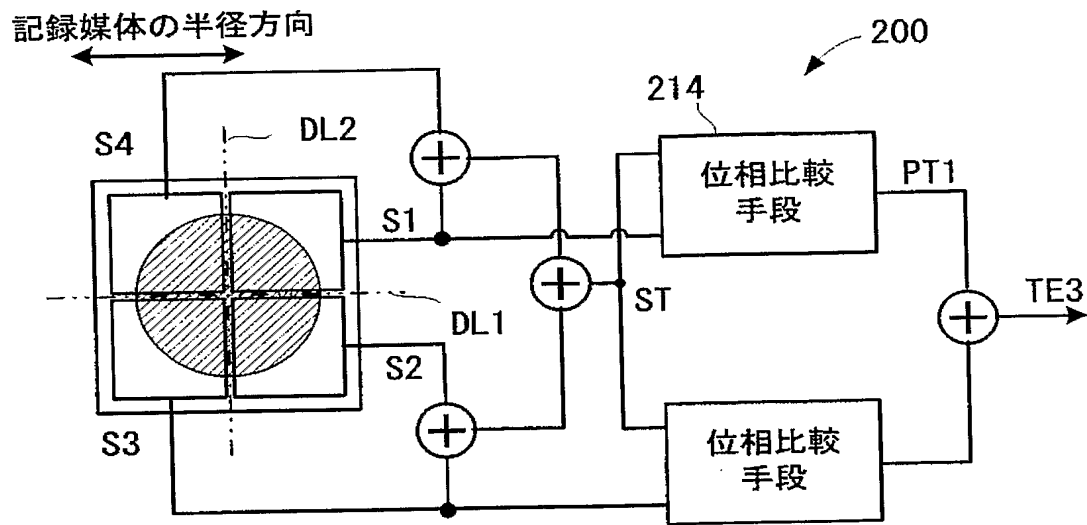 記録媒体の半径方向
200
214
S4
DL2
位相比較
手段
PT1
S1
ST
TE3
DL1
S2
S3
位相比較
手段